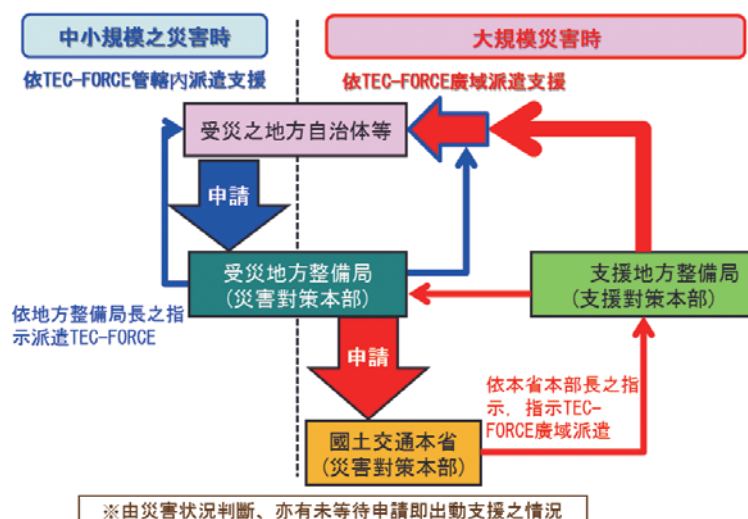 中小規模之災害時
大規模災害時
依TEC-FORCE管轄內派遣支援
依TEC-FORCE廣域派遣支援
受災之地方自治体等
申請
受災地方整備局
(災害對策本部)
支援地方整備局
(支援對策本部)
依地方整備局長之指
示派遣TEC-FORCE
申請
依本省本部長之指
示，指示TEC-
FORCE廣域派遣
國土交通本省
(災害對策本部)
※由災害狀況判斷、亦有未等待申請即出動支援之情況